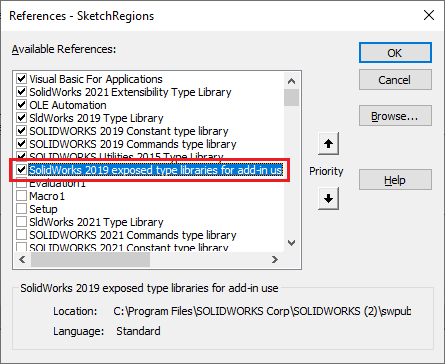 References - SketchRegions
Available References:
OK
Visual Basic For Applications
SolidWorks 2021 Extensibility Type Library
Cancel
OLE Automation
SldWorks 2019 Type Library
SOLIDWORKS 2019 Constant type library
Browse...
SOLIDWORKS 2019 Commands type library
SOLIDWORKS Utilities 2015 Type Library
SolidWorks 2019 exposed type libraries for add-in us
Priority
Evaluation1
Macro1
Help
Setup
SldWorks 2021 Type Library
SOLIDWORKS 2021 Commands type library
SOLIDWORKS 2021 Constant type library
SolidWorks 2019 exposed type libraries for add-in use
Location: C:\Program Files\SOLIDWORKS Corp\SOLIDWORKS (2)\swpub
Language: Standard